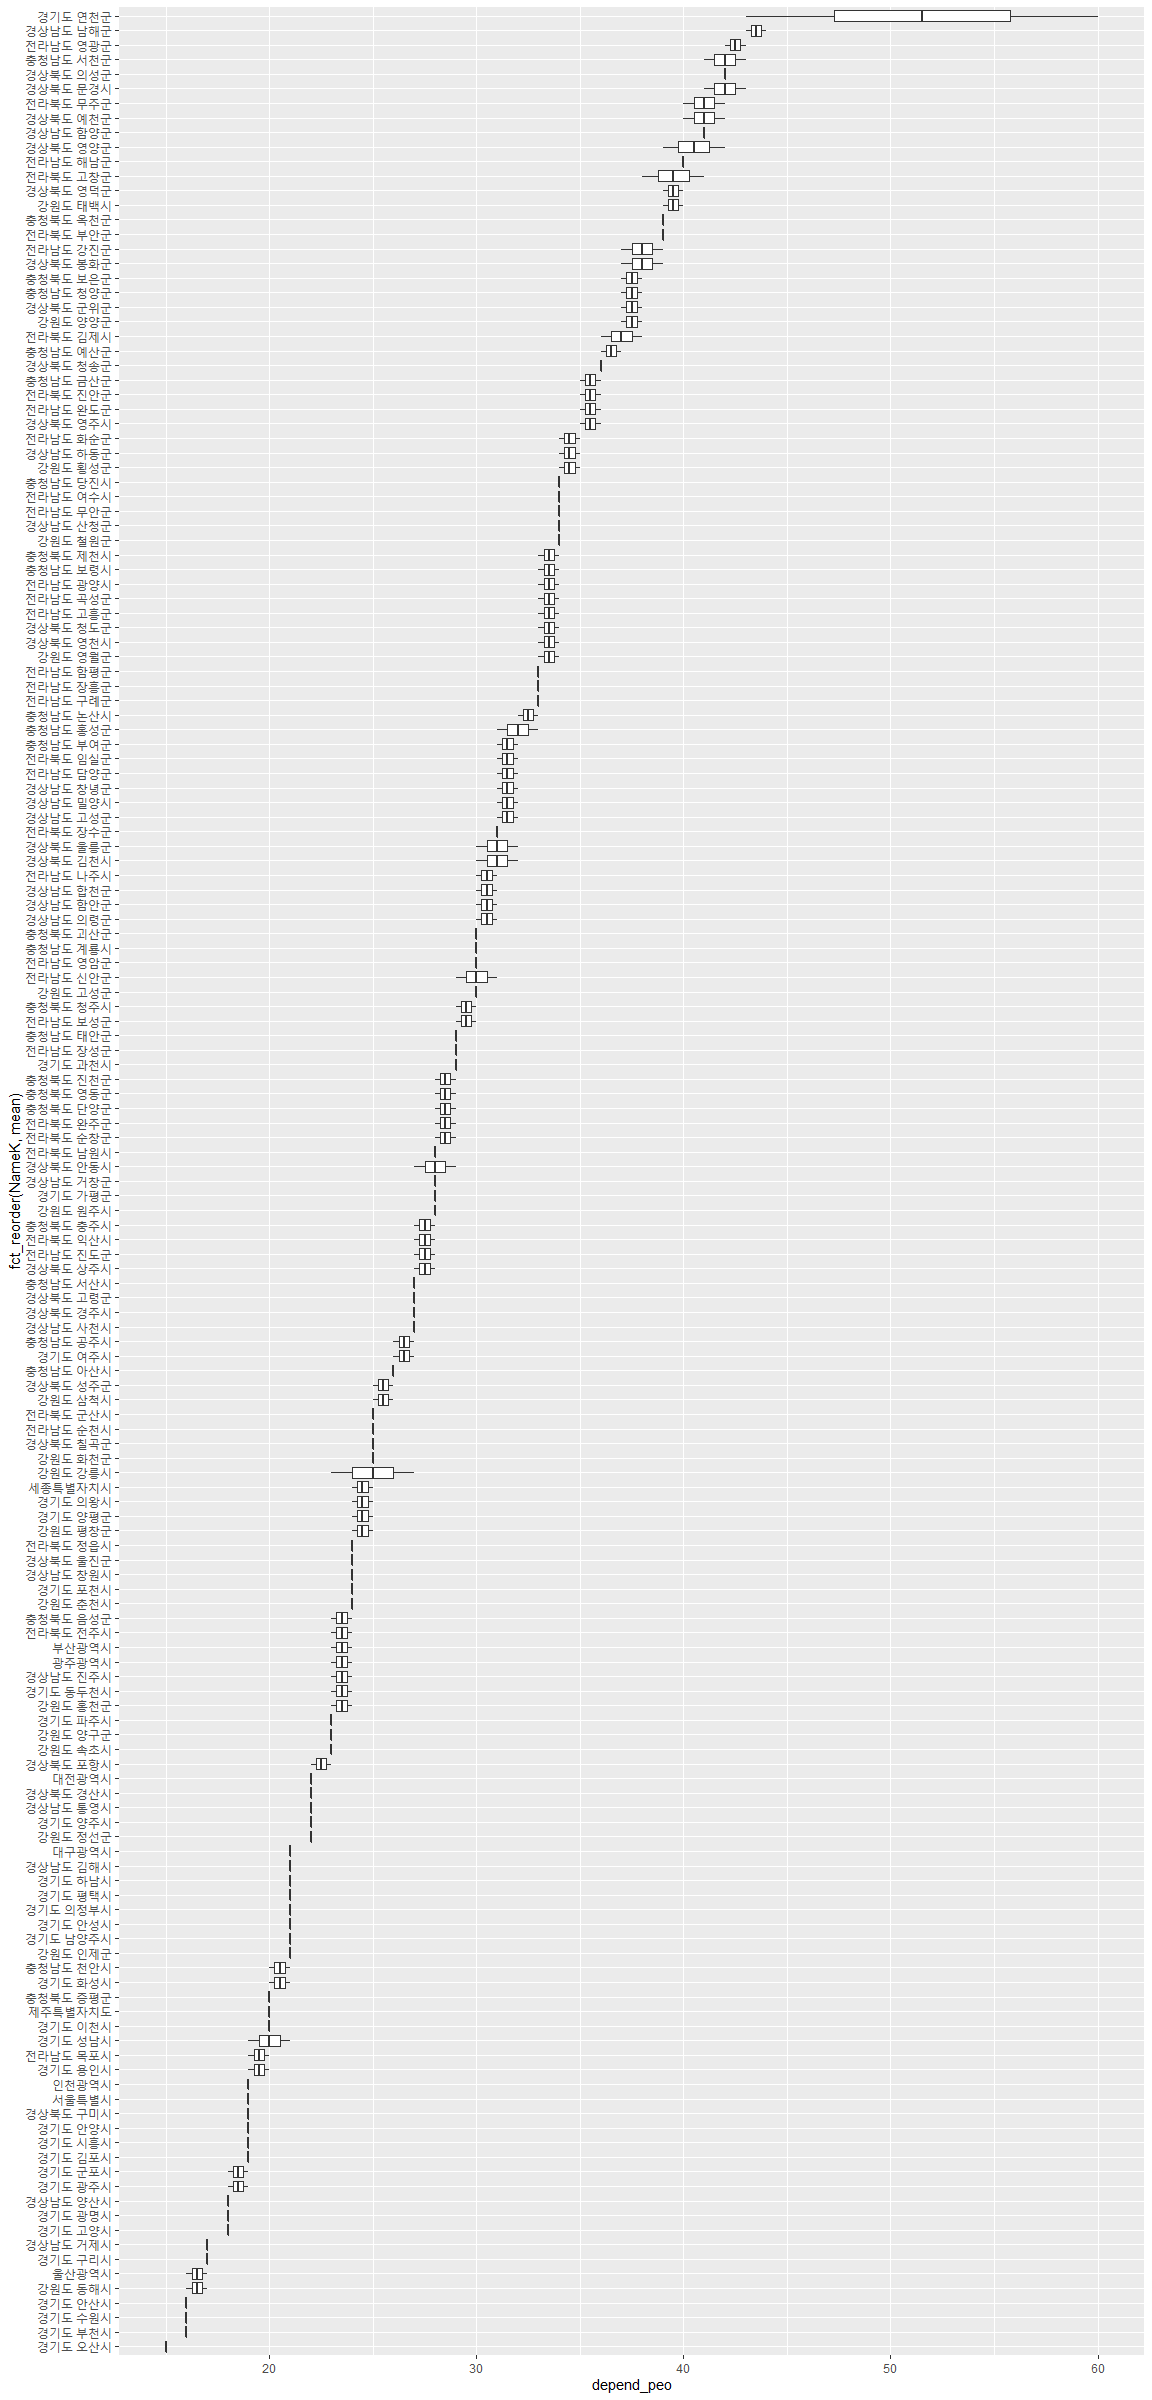 경기도 연천군
경상남도 남해군
전라남도 영광군
충청남도 서천군
경상북도 의성군
경상북도 문경시
전라북도 무주군
경상북도 예천군
경상남도 함양군
경상북도 영양군
전라남도 해남군
전라북도 고창군
경상북도 영덕군
강원도 태백시
충청북도 옥천군
전라북도 부안군
전라남도 강진군
경상북도 봉화군
충청북도 보은군
충청남도 청양군
경상북도 군위군
강원도 양양군
전라북도 김제시
충청남도 예산군
경상북도 청송군
충청남도 금산군
전라북도 진안군
전라남도 완도군
경상북도 영주시
전라남도 화순군
경상남도 하동군
강원도 횡성군
충청남도 당진시
전라남도 여수시
전라남도 무안군
경상남도 산청군
강원도 철원군
충청북도 제천시
충청남도 보령시
전라남도 광양시
전라남도 곡성군
전라남도 고흥군
경상북도 청도군
경상북도 영천시
강원도 영월군
전라남도 함평군
전라남도 장흥군
전라남도 구례군
충청남도 논산시
충청남도 홍성군
충청남도 부여군
전라북도 임실군
전라남도 담양군
경상남도 창녕군
경상남도 밀양시
경상남도 고성군
전라북도 장수군
경상북도 울릉군
경상북도 김천시
전라남도 나주시
경상남도 합천군
경상남도 함안군
경상남도 의령군
충청북도 괴산군
충청남도 계룡시
전라남도 영암군
전라남도 신안군
강원도 고성군
충청북도 청주시
전라남도 보성군
충청남도 태안군
전라남도 장성군
경기도 과천시
충청북도 진천군
충청북도 영동군
충청북도 단양군
전라북도 완주군
전라북도 순창군
전라북도 남원시
경상북도 안동시
경상남도 거창군
경기도 가평군
강원도 원주시
충청북도 충주시
전라북도 익산시
전라남도 진도군
경상북도 상주시
충청남도 서산시
경상북도 고령군
경상북도 경주시
경상남도 사천시
충청남도 공주시
경기도 여주시
충청남도 아산시
경상북도 성주군
강원도 삼척시
전라북도 군산시
전라남도 순천시
경상북도 칠곡군
강원도 화천군
강원도 강릉시
세종특별자치시
경기도 의왕시
경기도 양평군
강원도 평창군
전라북도 정읍시
경상북도 울진군
경상남도 창원시
경기도 포천시
강원도 춘천시
충청북도 음성군
전라북도 전주시
부산광역시
광주광역시
경상남도 진주시
경기도 동두천시
강원도 홍천군
경기도 파주시
강원도 양구군
강원도 속초시
경상북도 포항시
대전광역시
경상북도 경산시
경상남도 통영시
경기도 양주시
강원도 정선군
대구광역시
경상남도 김해시
경기도 하남시
경기도 평택시
경기도 의정부시
경기도 안성시
경기도 남양주시
강원도 인제군
충청남도 천안시
경기도 화성시
충청북도 증평군
제주특별자치도
경기도 이천시
경기도 성남시
전라남도 목포시
경기도 용인시
인천광역시
서울특별시
경상북도 구미시
경기도 안양시
경기도 시흥시
경기도 김포시
경기도 군포시
경기도 광주시
경상남도 양산시
경기도 광명시
경기도 고양시
경상남도 거제시
경기도 구리시
울산광역시
강원도 동해시
경기도 안산시
경기도 수원시
경기도 부천시
경기도 오산시
fct_reorder(NameK, mean)
20 30 40 50 60
depend_peo